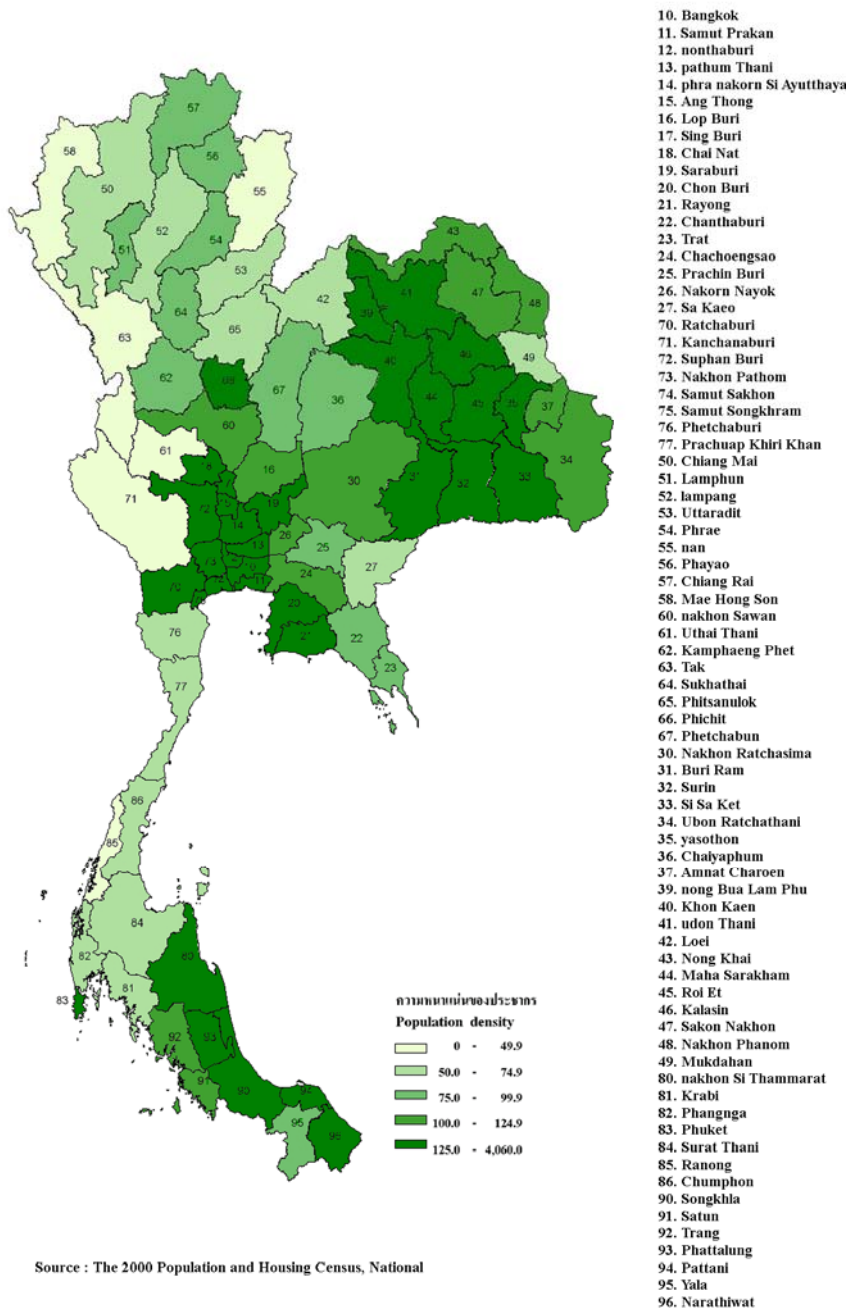 10. Bangkok
11. Samut Prakan
12. nonthaburi
13. pathum Thani
14. phra nakorn Si Ayutthaya
15. Ang Thong
16. Lop Buri
17. Sing Buri
18. Chai Nat
19. Saraburi
20. Chon Buri
21. Rayong
22. Chanthaburi
23. Trat
24. Chachoengsao
25. Prachin Buri
26. Nakorn Nayok
27. Sa Kaeo
70. Ratchaburi
71. Kanchanaburi
72. Suphan Buri
73. Nakhon Pathom
74. Samut Sakhon
75. Samut Songkhram
76. Phetchaburi
77. Prachuap Khiri Khan
50. Chiang Mai
51. Lamphun
52. lampang
53. Uttaradit
54. Phrae
55. nan
56. Phayao
57. Chiang Rai
58. Mae Hong Son
60. nakhon Sawan
61. Uthai Thani
62. Kamphaeng Phet
63. Tak
64. Sukhathai
65. Phitsanulok
66. Phichit
67. Phetchabun
30. Nakhon Ratchasima
31. Buri Ram
32. Surin
33. Si Sa Ket
34. Ubon Ratchathani
35. yasothon
36. Chaiyaphum
37. Amnat Charoen
39. nong Bua Lam Phu
40. Khon Kaen
41. udon Thani
42. Loei
43. Nong Khai
44. Maha Sarakham
45. Roi Et
46. Kalasin
47. Sakon Nakhon
48. Nakhon Phanom
49. Mukdahan
80. nakhon Si Thammarat
81. Krabi
82. Phangnga
83. Phuket
84. Surat Thani
85. Ranong
86. Chumphon
90. Songkhla
91. Satun
92. Trang
93. Phattalung
94. Pattani
95. Yala
96. Narathiwat
57
58
56
50
55
52
54
51
43
53
41
47
42
48
39
64
65
63
49
46
40
62
67
36
44
45
35
37
60
61
34
16
30
31
32
33
71
19
72
14
26
13
25
73
27
70
24
11
20
22
21
76
23
77
86
85
84
82
80
81
83
92
93
91
90
94
95
96
ความหนาแน่นของประชากร
Population density
0 - 49.9
50.0 - 74.9
75.0 - 99.9
100.0 - 124.9
125.0 - 4,060.0
Source : The 2000 Population and Housing Census, National